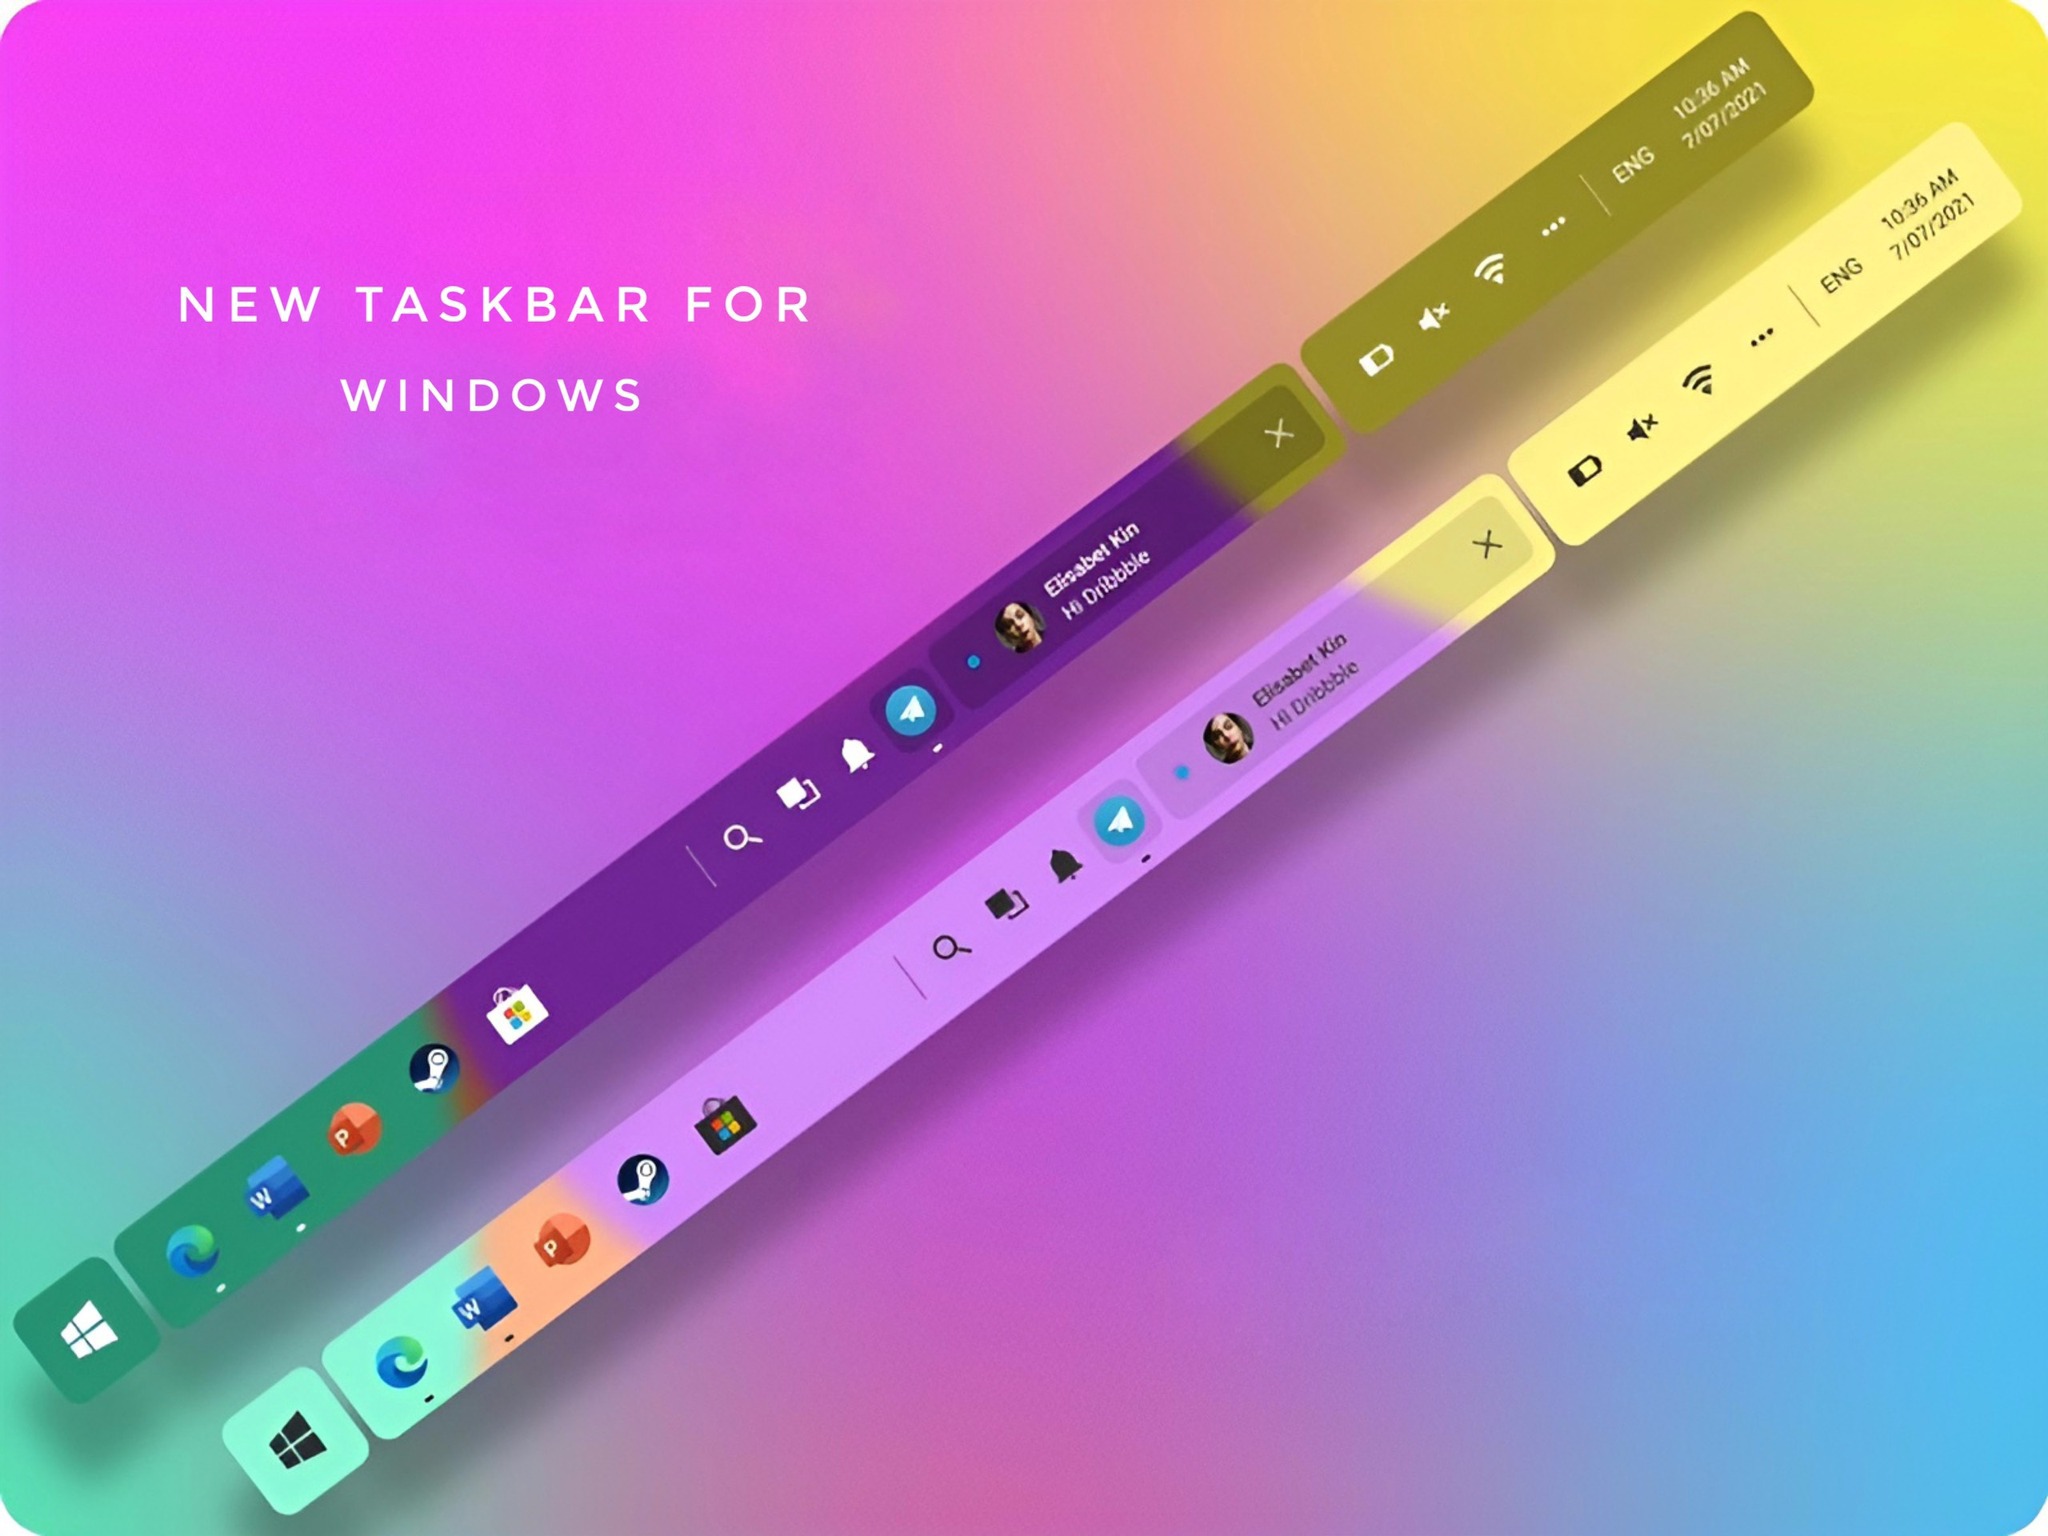 NEW TASKBAR FOR
WINDOWS
10:36 AM
7/07/2021
ENG
Elisabet Kin
Hi Dribbble
W
P
10:36 AM
7/07/2021
ENG
Elisabet Kin
Hi Dribbble
W
P